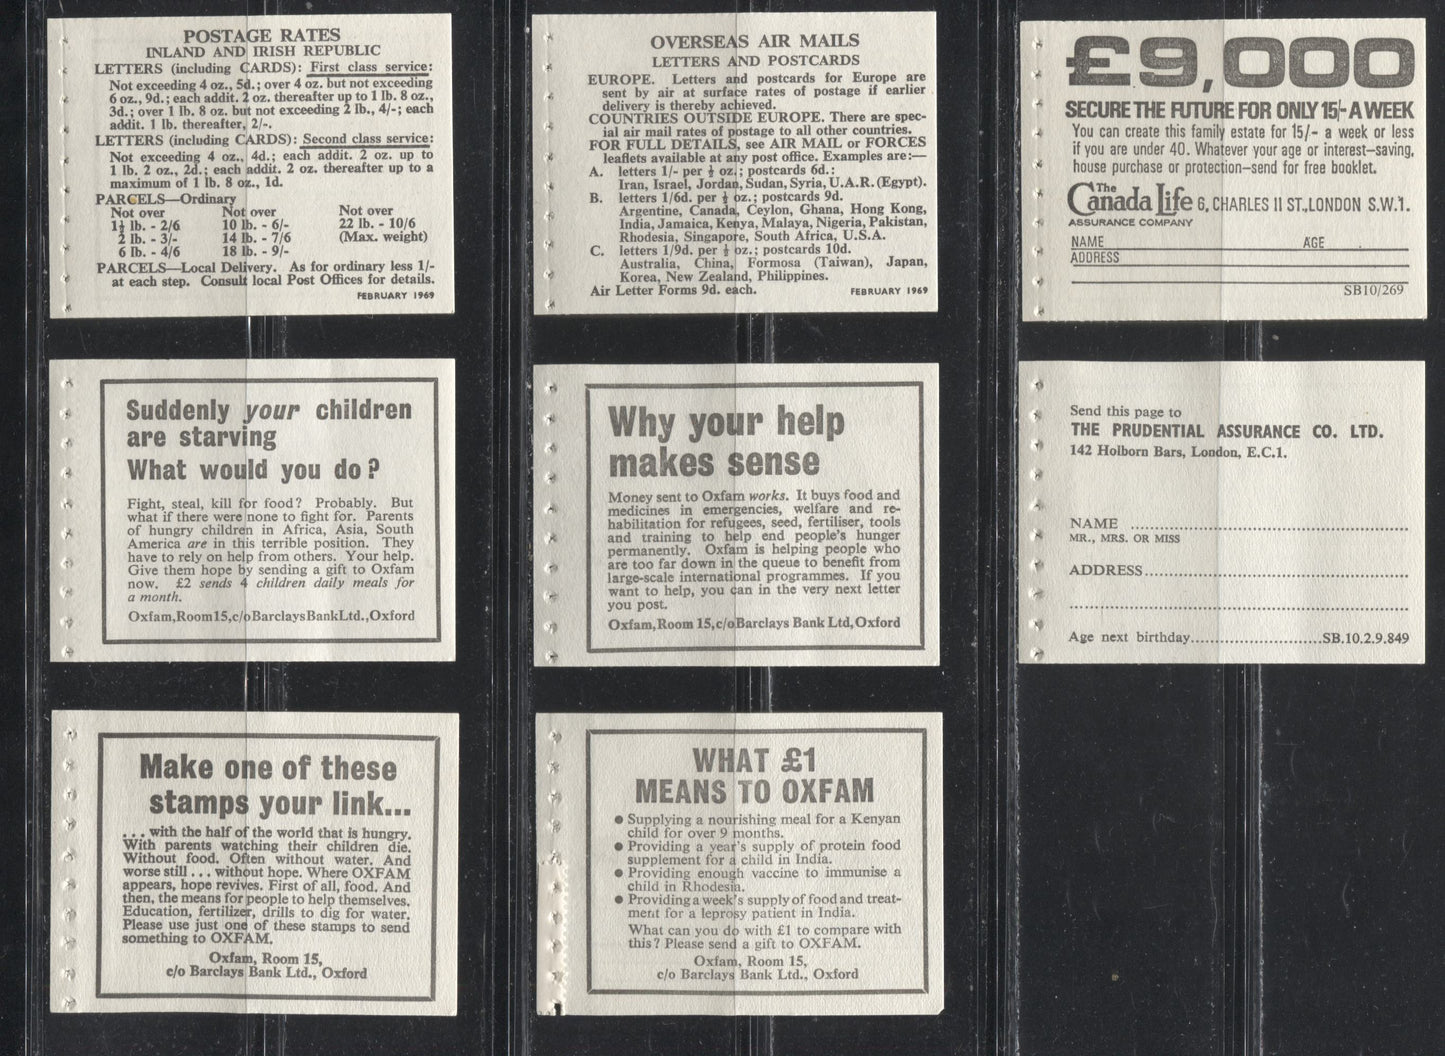 POSTAGE RATES
INLAND AND IRISH REPUBLIC
LETTERS (including CARDS): First class service:
Not exceeding 4 oz., 5d.; over 4 oz. but not exceeding
6 oz., 9d.; each addit. 2 oz. thereafter up to 1 lb. 8 oz.,
3d.; over 1 lb. 8 oz. but not exceeding 2 lb., 4/-; each
addit. 1 lb. thereafter, 2/-.
LETTERS (including CARDS): Second class service:
Not exceeding 4 oz., 4d.; each addit. 2 oz. up to
1 lb. 2 oz., 2d.; each addit. 2 oz. thereafter up to a
maximum of 1 lb. 8 oz., 1d.
PARCELS—Ordinary
Not over Not over Not over
1½ lb. - 2/6 10 lb. - 6/- 22 lb. - 10/6
2 lb. - 3/- 14 lb. - 7/6 (Max. weight)
6 lb. - 4/6 18 lb. - 9/-
PARCELS—Local Delivery. As for ordinary less 1/-
at each step. Consult local Post Offices for details.
FEBRUARY 1969
OVERSEAS AIR MAILS
LETTERS AND POSTCARDS
EUROPE. Letters and postcards for Europe are
sent by air at surface rates of postage if earlier
delivery is thereby achieved.
COUNTRIES OUTSIDE EUROPE. There are spec-
ial air mail rates of postage to all other countries.
FOR FULL DETAILS, see AIR MAIL or FORCES
leaflets available at any post office. Examples are:—
A. letters 1/- per ½ oz.; postcards 6d.:
Iran, Israel, Jordan, Sudan, Syria, U.A.R. (Egypt).
B. letters 1/6d. per ½ oz.; postcards 9d.
Argentine, Canada, Ceylon, Ghana, Hong Kong,
India, Jamaica, Kenya, Malaya, Nigeria, Pakistan,
Rhodesia, Singapore, South Africa, U.S.A.
C. letters 1/9d. per ½ oz.; postcards 10d.
Australia, China, Formosa (Taiwan), Japan,
Korea, New Zealand, Philippines.
Air Letter Forms 9d. each. FEBRUARY 1969
£9,000
SECURE THE FUTURE FOR ONLY 15/- A WEEK
You can create this family estate for 15/- a week or less
if you are under 40. Whatever your age or interest—saving,
house purchase or protection—send for free booklet.
The Canada Life 6, CHARLES II ST., LONDON S.W.1.
ASSURANCE COMPANY
NAME AGE
ADDRESS
SB10/269
Suddenly your children
are starving
What would you do?
Fight, steal, kill for food? Probably. But
what if there were none to fight for. Parents
of hungry children in Africa, Asia, South
America are in this terrible position. They
have to rely on help from others. Your help.
Give them hope by sending a gift to Oxfam
now. £2 sends 4 children daily meals for
a month.
Oxfam, Room 15, c/o Barclays Bank Ltd., Oxford
Why your help
makes sense
Money sent to Oxfam works. It buys food and
medicines in emergencies, welfare and re-
habilitation for refugees, seed, fertiliser, tools
and training to help end people's hunger
permanently. Oxfam is helping people who
are too far down in the queue to benefit from
large-scale international programmes. If you
want to help, you can in the very next letter
you post.
Oxfam, Room 15, c/o Barclays Bank Ltd, Oxford
Send this page to
THE PRUDENTIAL ASSURANCE CO. LTD.
142 Holborn Bars, London, E.C.1.
NAME ........................
MR., MRS. OR MISS
ADDRESS ........................
........................
Age next birthday ........................ SB.10.2.9.849
Make one of these
stamps your link...
. . . with the half of the world that is hungry.
With parents watching their children die.
Without food. Often without water. And
worse still . . . without hope. Where OXFAM
appears, hope revives. First of all, food. And
then, the means for people to help themselves.
Education, fertilizer, drills to dig for water.
Please use just one of these stamps to send
something to OXFAM.
Oxfam, Room 15,
c/o Barclays Bank Ltd., Oxford
WHAT £1
MEANS TO OXFAM
● Supplying a nourishing meal for a Kenyan
child for over 9 months.
● Providing a year's supply of protein food
supplement for a child in India.
● Providing enough vaccine to immunise a
child in Rhodesia.
● Providing a week's supply of food and treat-
ment for a leprosy patient in India.
What can you do with £1 to compare with
this? Please send a gift to OXFAM.
Oxfam, Room 15,
c/o Barclays Bank Ltd., Oxford